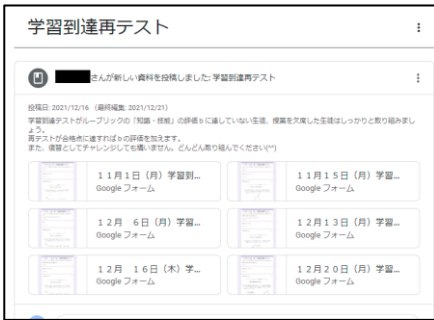 学習到達再テスト
さんが新しい資料を投稿しました: 学習到達再テスト
投稿日: 2021/12/16 （最終編集: 2021/12/21）
学習到達テストがルーブリックの「知識・技能」の評価ｂに達していない生徒、授業を欠席した生徒はしっかりと取り組みまし
ょう。
再テストが合格点に達すればｂの評価を加えます。
また、復習としてチャレンジしても構いません。どんどん取り組んでください(^^)
１１月１日（月）学習到...
Google フォーム
１１月１５日（月）学習...
Google フォーム
１２月　６日（月）学習...
Google フォーム
１２月１３日（月）学習...
Google フォーム
１２月　１６日（木）学...
Google フォーム
１２月２０日（月）学習...
Google フォーム